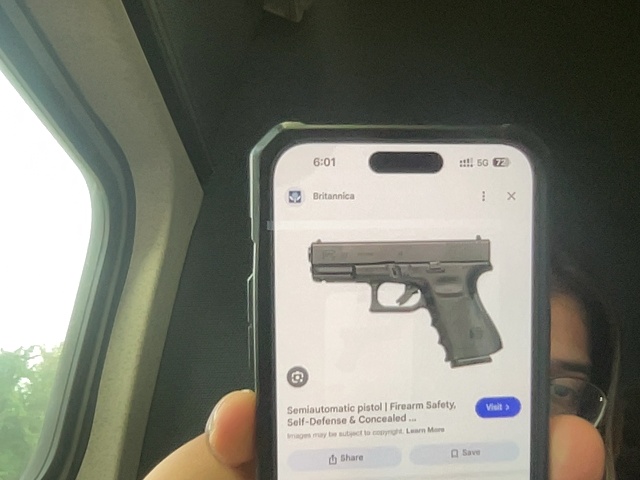 6:01
5G 72
Britannica
Semiautomatic pistol | Firearm Safety,
Self-Defense & Concealed ...
Visit >
Images may be subject to copyright. Learn More
Share
Save